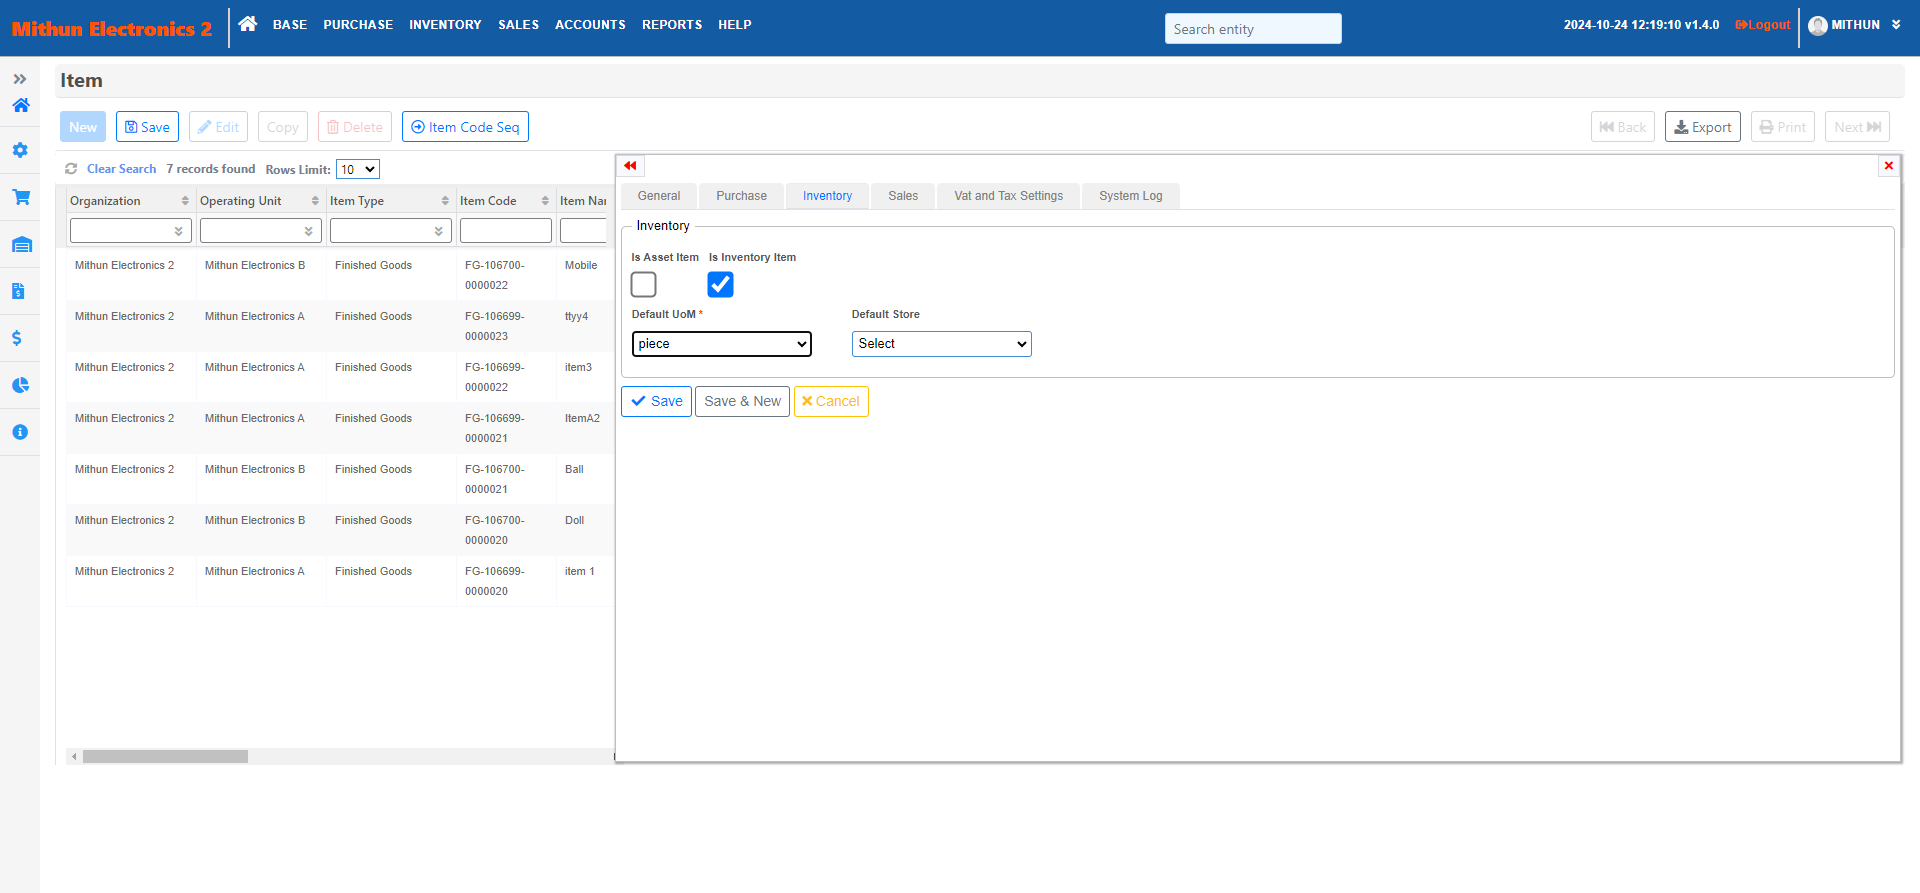 Mithun Electronics 2
BASE PURCHASE INVENTORY SALES ACCOUNTS REPORTS HELP
Search entity
2024-10-24 12:19:10 v1.4.0 Logout MITHUN
Item
New Save Edit Copy Delete Item Code Seq
Back Export Print Next
Clear Search 7 records found Rows Limit: 10
Organization Operating Unit Item Type Item Code Item Nar
Mithun Electronics 2 Mithun Electronics B Finished Goods FG-106700-0000022 Mobile
Mithun Electronics 2 Mithun Electronics A Finished Goods FG-106699-0000023 ttyy4
Mithun Electronics 2 Mithun Electronics A Finished Goods FG-106699-0000022 item3
Mithun Electronics 2 Mithun Electronics A Finished Goods FG-106699-0000021 ItemA2
Mithun Electronics 2 Mithun Electronics B Finished Goods FG-106700-0000021 Ball
Mithun Electronics 2 Mithun Electronics B Finished Goods FG-106700-0000020 Doll
Mithun Electronics 2 Mithun Electronics A Finished Goods FG-106699-0000020 item 1
General Purchase Inventory Sales Vat and Tax Settings System Log
Inventory
Is Asset Item Is Inventory Item
Default UoM * Default Store
piece Select
Save Save & New Cancel